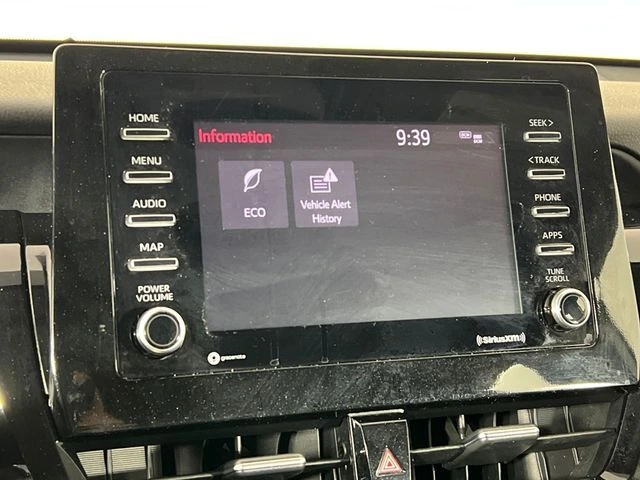 HOME
MENU
AUDIO
MAP
POWER
VOLUME
Information
9:39
ECO
Vehicle Alert
History
SEEK >
< TRACK
PHONE
APPS
TUNE
SCROLL
gracenote
((SiriusXM))